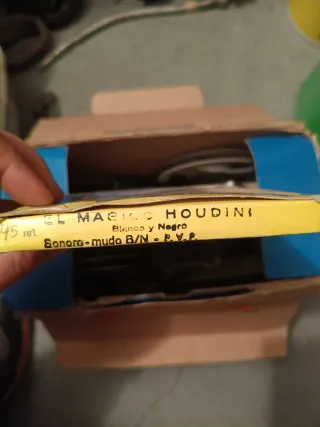 EL MAGICO HOUDINI
Blanco y Negro
45 m
Sonoro-mudo B/N - P.V.P.